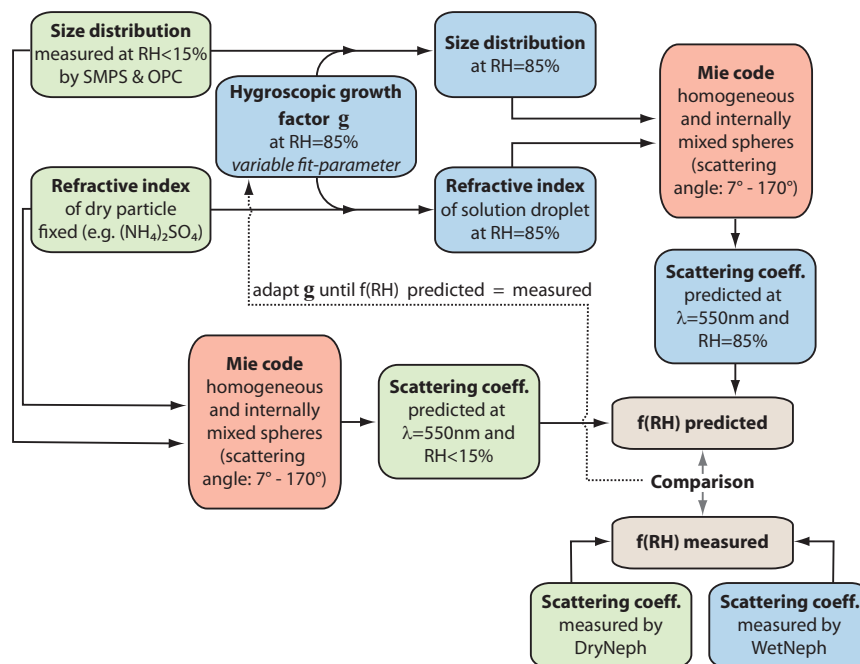 Size distribution
measured at RH<15%
by SMPS & OPC
Hygroscopic growth
factor g
at RH=85%
variable fit-parameter
Size distribution
at RH=85%
Mie code
homogeneous
and internally
mixed spheres
(scattering
angle: 7° - 170°)
Refractive index
of dry particle
fixed (e.g. (NH₄)₂SO₄)
Refractive index
of solution droplet
at RH=85%
Scattering coeff.
predicted at
λ=550nm and
RH=85%
adapt g until f(RH) predicted = measured
Mie code
homogeneous
and internally
mixed spheres
(scattering
angle: 7° - 170°)
Scattering coeff.
predicted at
λ=550nm and
RH<15%
f(RH) predicted
Comparison
f(RH) measured
Scattering coeff.
measured by
DryNeph
Scattering coeff.
measured by
WetNeph